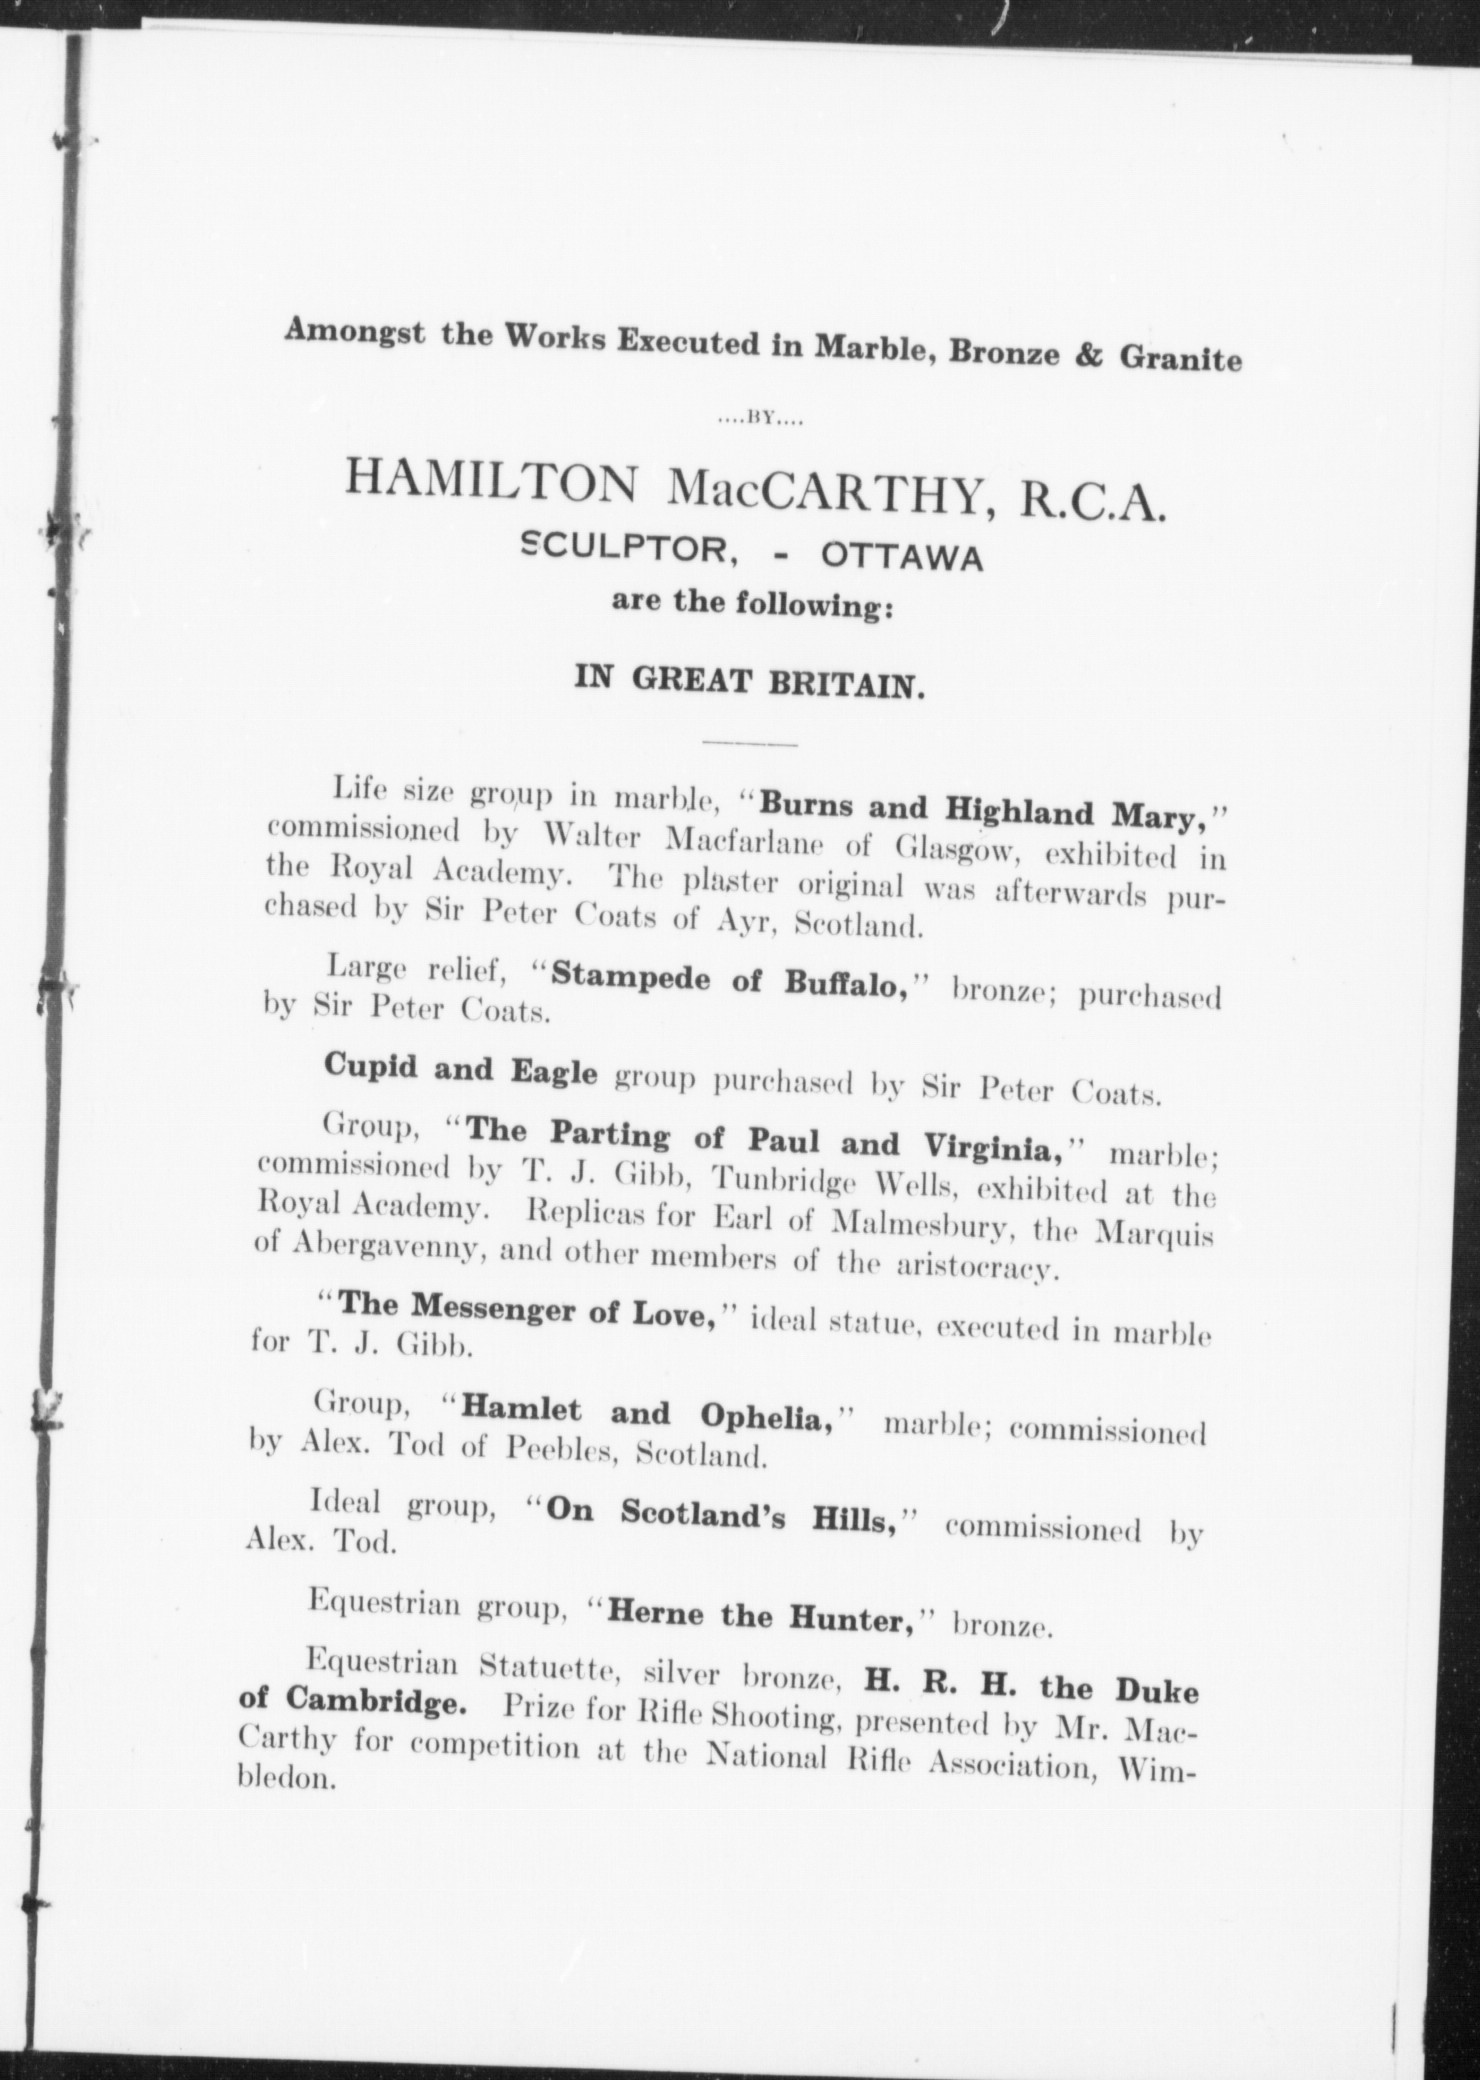 Amongst the Works Executed in Marble, Bronze & Granite
....BY....
HAMILTON MacCARTHY, R.C.A.
SCULPTOR, - OTTAWA
are the following:
IN GREAT BRITAIN.
Life size group in marble, "Burns and Highland Mary,"
commissioned by Walter Macfarlane of Glasgow, exhibited in
the Royal Academy. The plaster original was afterwards pur-
chased by Sir Peter Coats of Ayr, Scotland.
Large relief, "Stampede of Buffalo," bronze; purchased
by Sir Peter Coats.
Cupid and Eagle group purchased by Sir Peter Coats.
Group, "The Parting of Paul and Virginia," marble;
commissioned by T. J. Gibb, Tunbridge Wells, exhibited at the
Royal Academy. Replicas for Earl of Malmesbury, the Marquis
of Abergavenny, and other members of the aristocracy.
"The Messenger of Love," ideal statue, executed in marble
for T. J. Gibb.
Group, "Hamlet and Ophelia," marble; commissioned
by Alex. Tod of Peebles, Scotland.
Ideal group, "On Scotland's Hills," commissioned by
Alex. Tod.
Equestrian group, "Herne the Hunter," bronze.
Equestrian Statuette, silver bronze, H. R. H. the Duke
of Cambridge. Prize for Rifle Shooting, presented by Mr. Mac-
Carthy for competition at the National Rifle Association, Wim-
bledon.